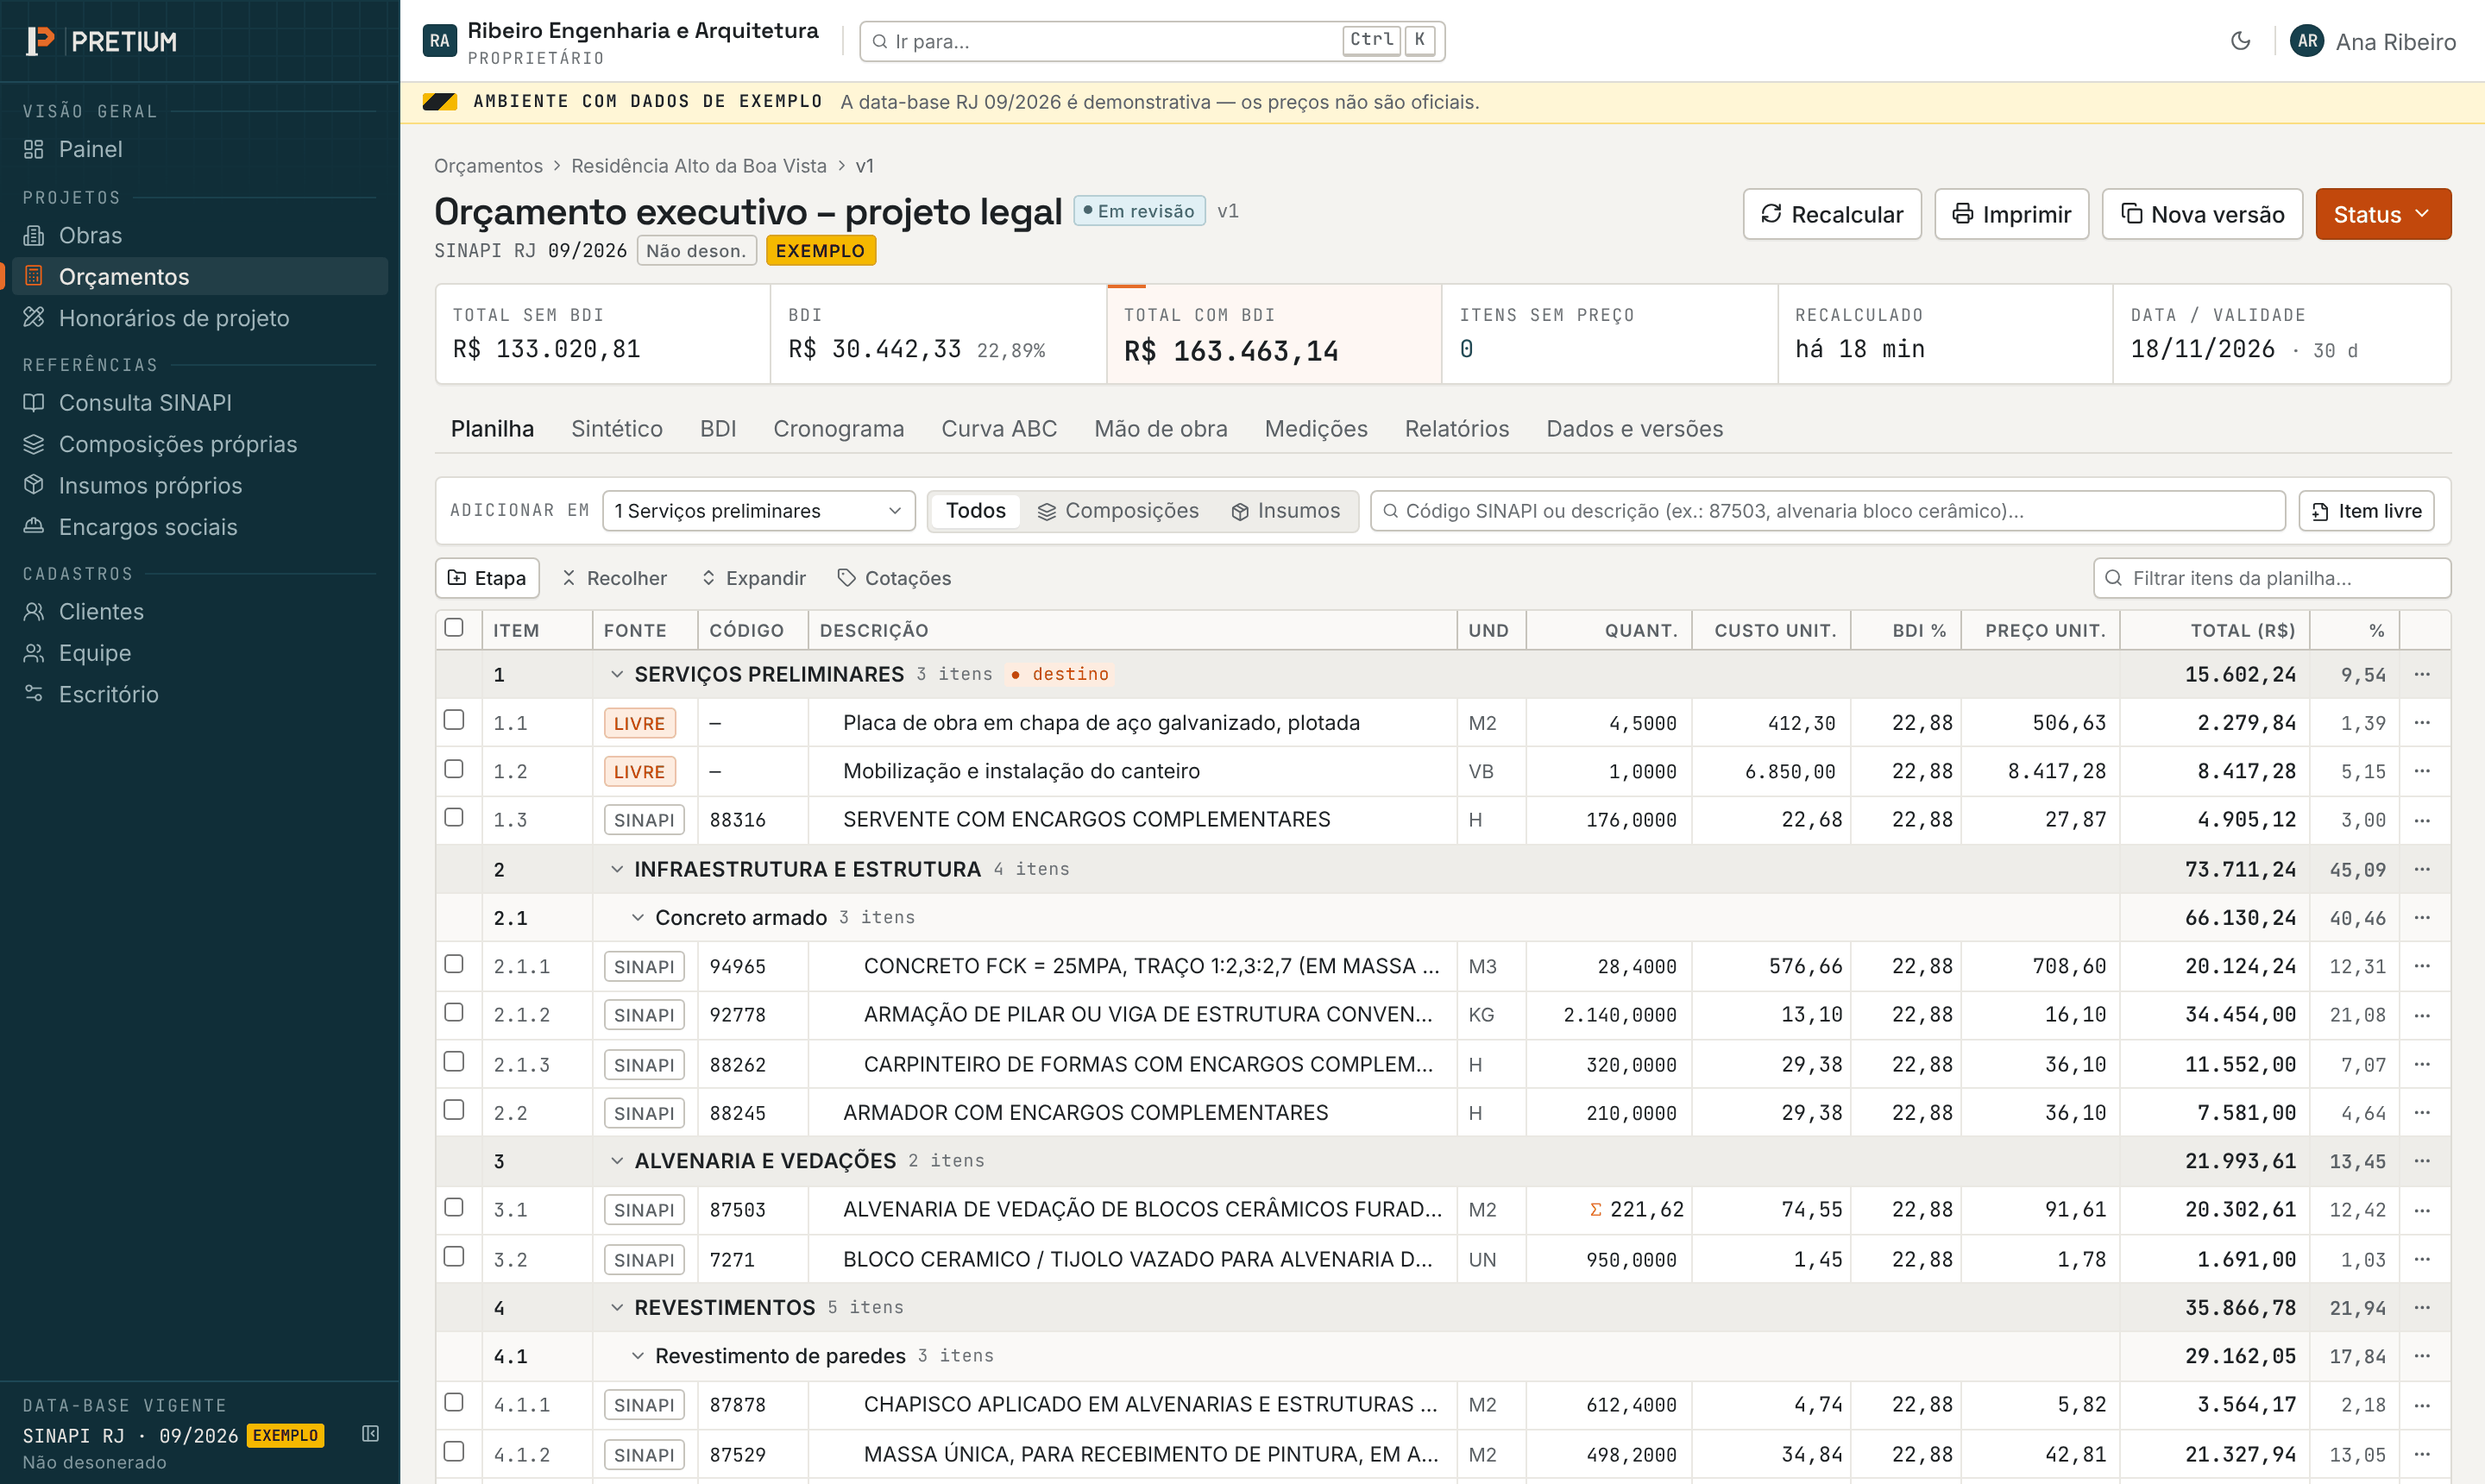 PRETIUM
VISÃO GERAL
Painel
PROJETOS
Obras
Orçamentos
Honorários de projeto
REFERÊNCIAS
Consulta SINAPI
Composições próprias
Insumos próprios
Encargos sociais
CADASTROS
Clientes
Equipe
Escritório
DATA-BASE VIGENTE
SINAPI RJ · 09/2026 EXEMPLO
Não desonerado
RA Ribeiro Engenharia e Arquitetura
PROPRIETÁRIO
Ir para... Ctrl K
AR Ana Ribeiro
AMBIENTE COM DADOS DE EXEMPLO A data-base RJ 09/2026 é demonstrativa — os preços não são oficiais.
Orçamentos > Residência Alto da Boa Vista > v1
Orçamento executivo – projeto legal Em revisão v1
SINAPI RJ 09/2026 Não deson. EXEMPLO
Recalcular Imprimir Nova versão Status
TOTAL SEM BDI
R$ 133.020,81
BDI
R$ 30.442,33 22,89%
TOTAL COM BDI
R$ 163.463,14
ITENS SEM PREÇO
0
RECALCULADO
há 18 min
DATA / VALIDADE
18/11/2026 · 30 d
Planilha Sintético BDI Cronograma Curva ABC Mão de obra Medições Relatórios Dados e versões
ADICIONAR EM 1 Serviços preliminares Todos Composições Insumos Código SINAPI ou descrição (ex.: 87503, alvenaria bloco cerâmico)... Item livre
Etapa Recolher Expandir Cotações Filtrar itens da planilha...
ITEM FONTE CÓDIGO DESCRIÇÃO UND QUANT. CUSTO UNIT. BDI % PREÇO UNIT. TOTAL (R$) %
1 SERVIÇOS PRELIMINARES 3 itens • destino 15.602,24 9,54 ...
1.1 LIVRE — Placa de obra em chapa de aço galvanizado, plotada M2 4,5000 412,30 22,88 506,63 2.279,84 1,39 ...
1.2 LIVRE — Mobilização e instalação do canteiro VB 1,0000 6.850,00 22,88 8.417,28 8.417,28 5,15 ...
1.3 SINAPI 88316 SERVENTE COM ENCARGOS COMPLEMENTARES H 176,0000 22,68 22,88 27,87 4.905,12 3,00 ...
2 INFRAESTRUTURA E ESTRUTURA 4 itens 73.711,24 45,09 ...
2.1 Concreto armado 3 itens 66.130,24 40,46 ...
2.1.1 SINAPI 94965 CONCRETO FCK = 25MPA, TRAÇO 1:2,3:2,7 (EM MASSA ... M3 28,4000 576,66 22,88 708,60 20.124,24 12,31 ...
2.1.2 SINAPI 92778 ARMAÇÃO DE PILAR OU VIGA DE ESTRUTURA CONVEN... KG 2.140,0000 13,10 22,88 16,10 34.454,00 21,08 ...
2.1.3 SINAPI 88262 CARPINTEIRO DE FORMAS COM ENCARGOS COMPLEM... H 320,0000 29,38 22,88 36,10 11.552,00 7,07 ...
2.2 SINAPI 88245 ARMADOR COM ENCARGOS COMPLEMENTARES H 210,0000 29,38 22,88 36,10 7.581,00 4,64 ...
3 ALVENARIA E VEDAÇÕES 2 itens 21.993,61 13,45 ...
3.1 SINAPI 87503 ALVENARIA DE VEDAÇÃO DE BLOCOS CERÂMICOS FURAD... M2 Σ 221,62 74,55 22,88 91,61 20.302,61 12,42 ...
3.2 SINAPI 7271 BLOCO CERAMICO / TIJOLO VAZADO PARA ALVENARIA D... UN 950,0000 1,45 22,88 1,78 1.691,00 1,03 ...
4 REVESTIMENTOS 5 itens 35.866,78 21,94 ...
4.1 Revestimento de paredes 3 itens 29.162,05 17,84 ...
4.1.1 SINAPI 87878 CHAPISCO APLICADO EM ALVENARIAS E ESTRUTURAS ... M2 612,4000 4,74 22,88 5,82 3.564,17 2,18 ...
4.1.2 SINAPI 87529 MASSA ÚNICA, PARA RECEBIMENTO DE PINTURA, EM A... M2 498,2000 34,84 22,88 42,81 21.327,94 13,05 ...